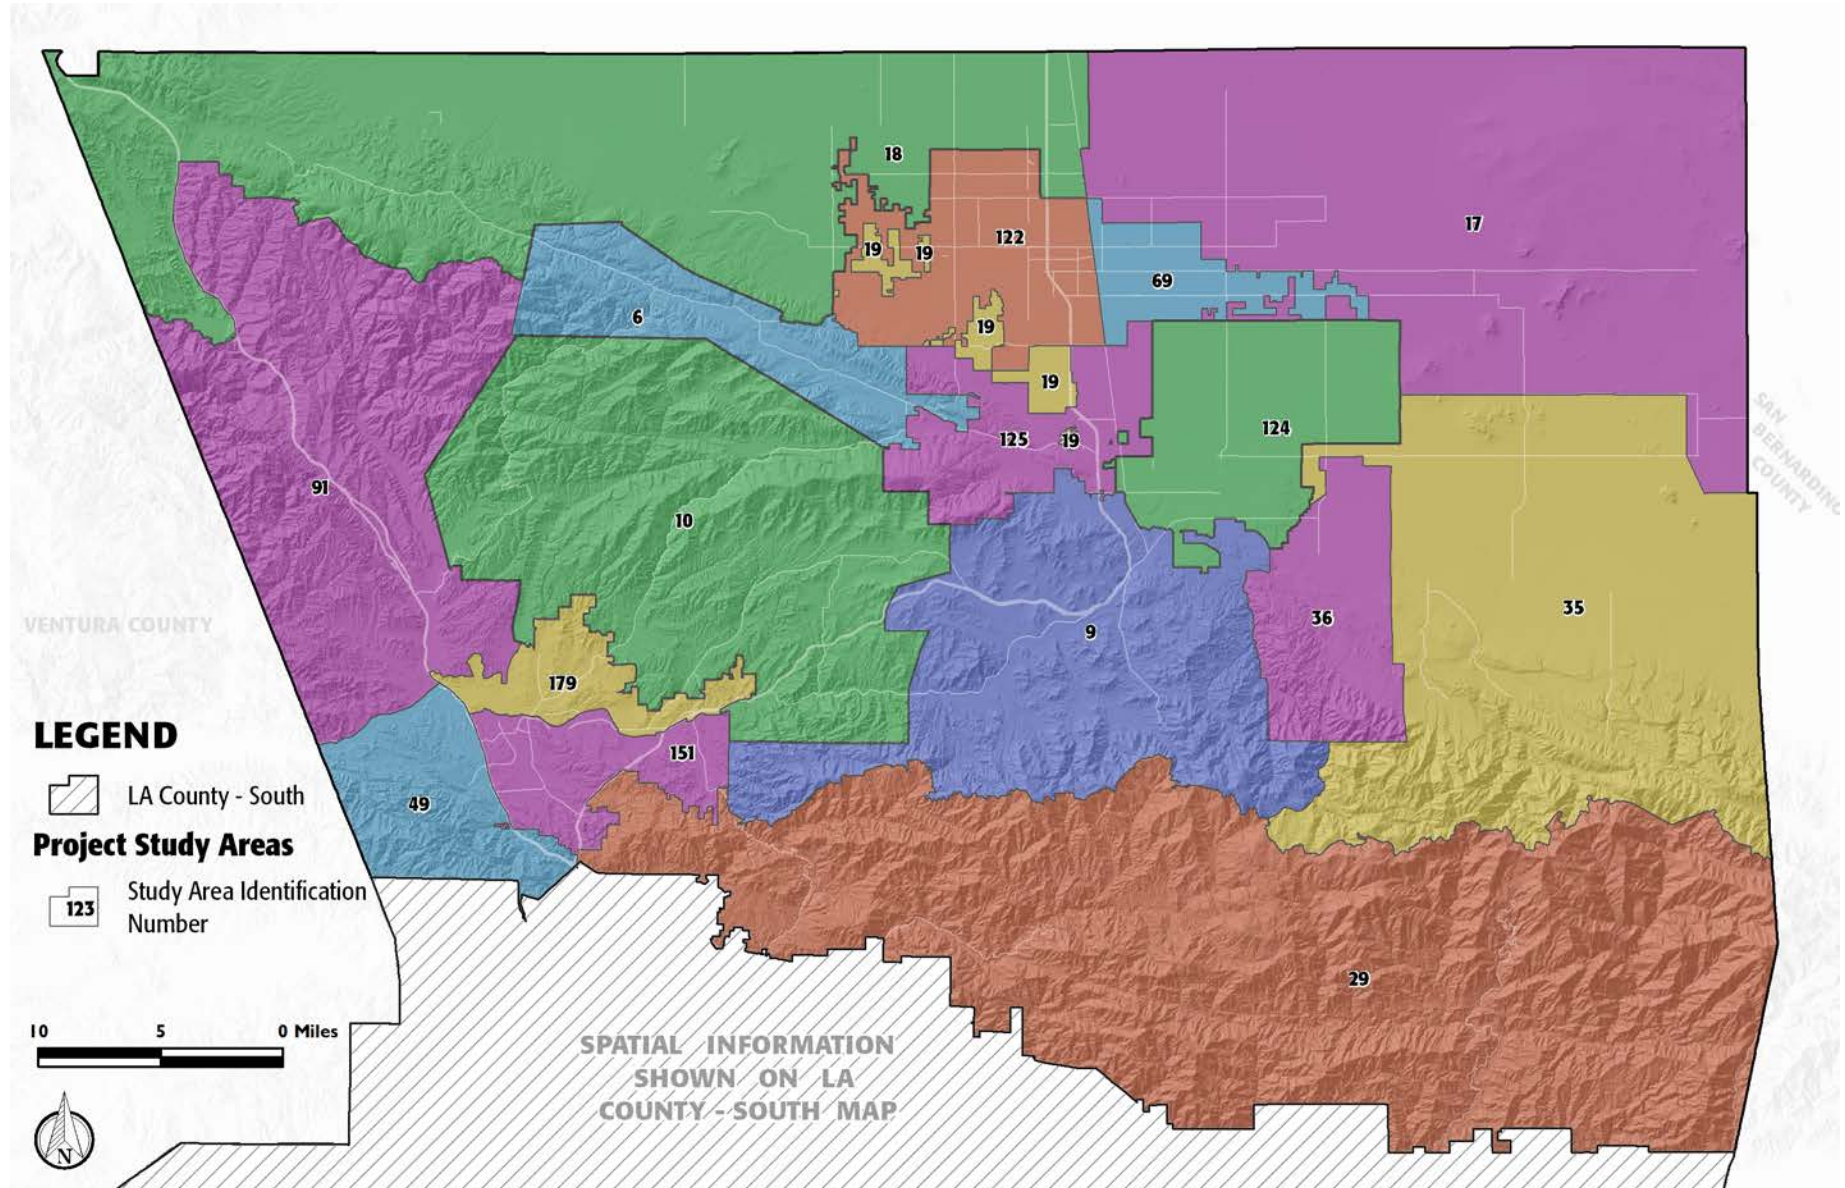 18
17
19
19
122
69
6
19
19
124
125
19
SAN
BERNARDINO
COUNTY
91
10
VENTURA COUNTY
36
35
9
179
LEGEND
151
LA County - South
49
Project Study Areas
123
Study Area Identification
Number
29
10 5 0 Miles
SPATIAL INFORMATION
SHOWN ON LA
COUNTY - SOUTH MAP
N